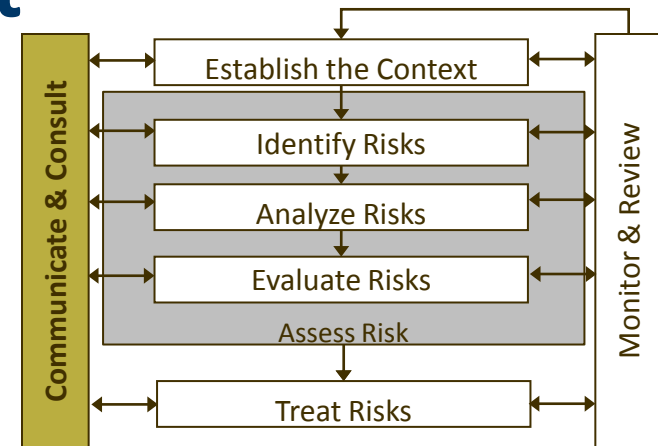 t
Establish the Context
Communicate & Consult
Identify Risks
Analyze Risks
Evaluate Risks
Assess Risk
Treat Risks
Monitor & Review